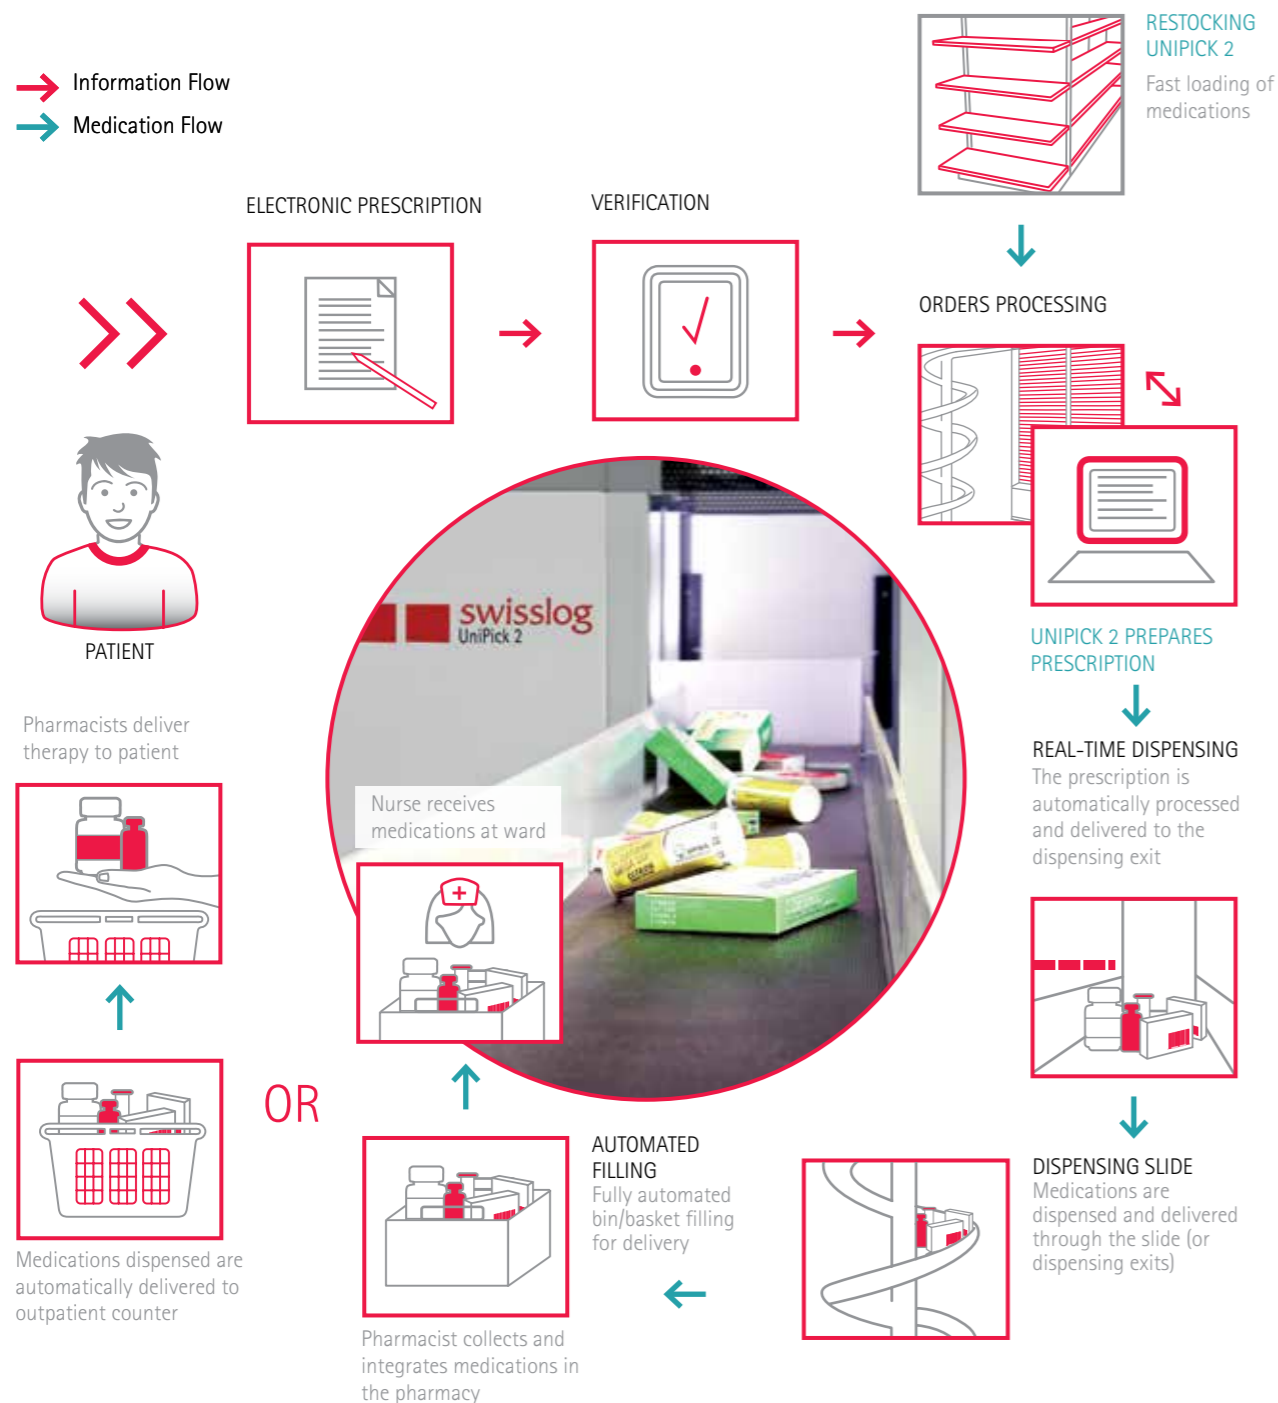 Information Flow
Medication Flow
RESTOCKING
UNIPICK 2
Fast loading of
medications
ELECTRONIC PRESCRIPTION
VERIFICATION
ORDERS PROCESSING
UNIPICK 2 PREPARES
PRESCRIPTION
REAL-TIME DISPENSING
The prescription is
automatically processed
and delivered to the
dispensing exit
DISPENSING SLIDE
Medications are
dispensed and delivered
through the slide (or
dispensing exits)
AUTOMATED
FILLING
Fully automated
bin/basket filling
for delivery
Pharmacist collects and
integrates medications in
the pharmacy
Nurse receives
medications at ward
swisslog
UniPick 2
OR
Medications dispensed are
automatically delivered to
outpatient counter
Pharmacists deliver
therapy to patient
PATIENT